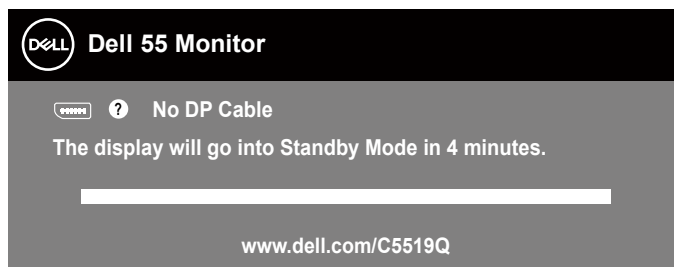 DELL Dell 55 Monitor
? No DP Cable
The display will go into Standby Mode in 4 minutes.
www.dell.com/C5519Q